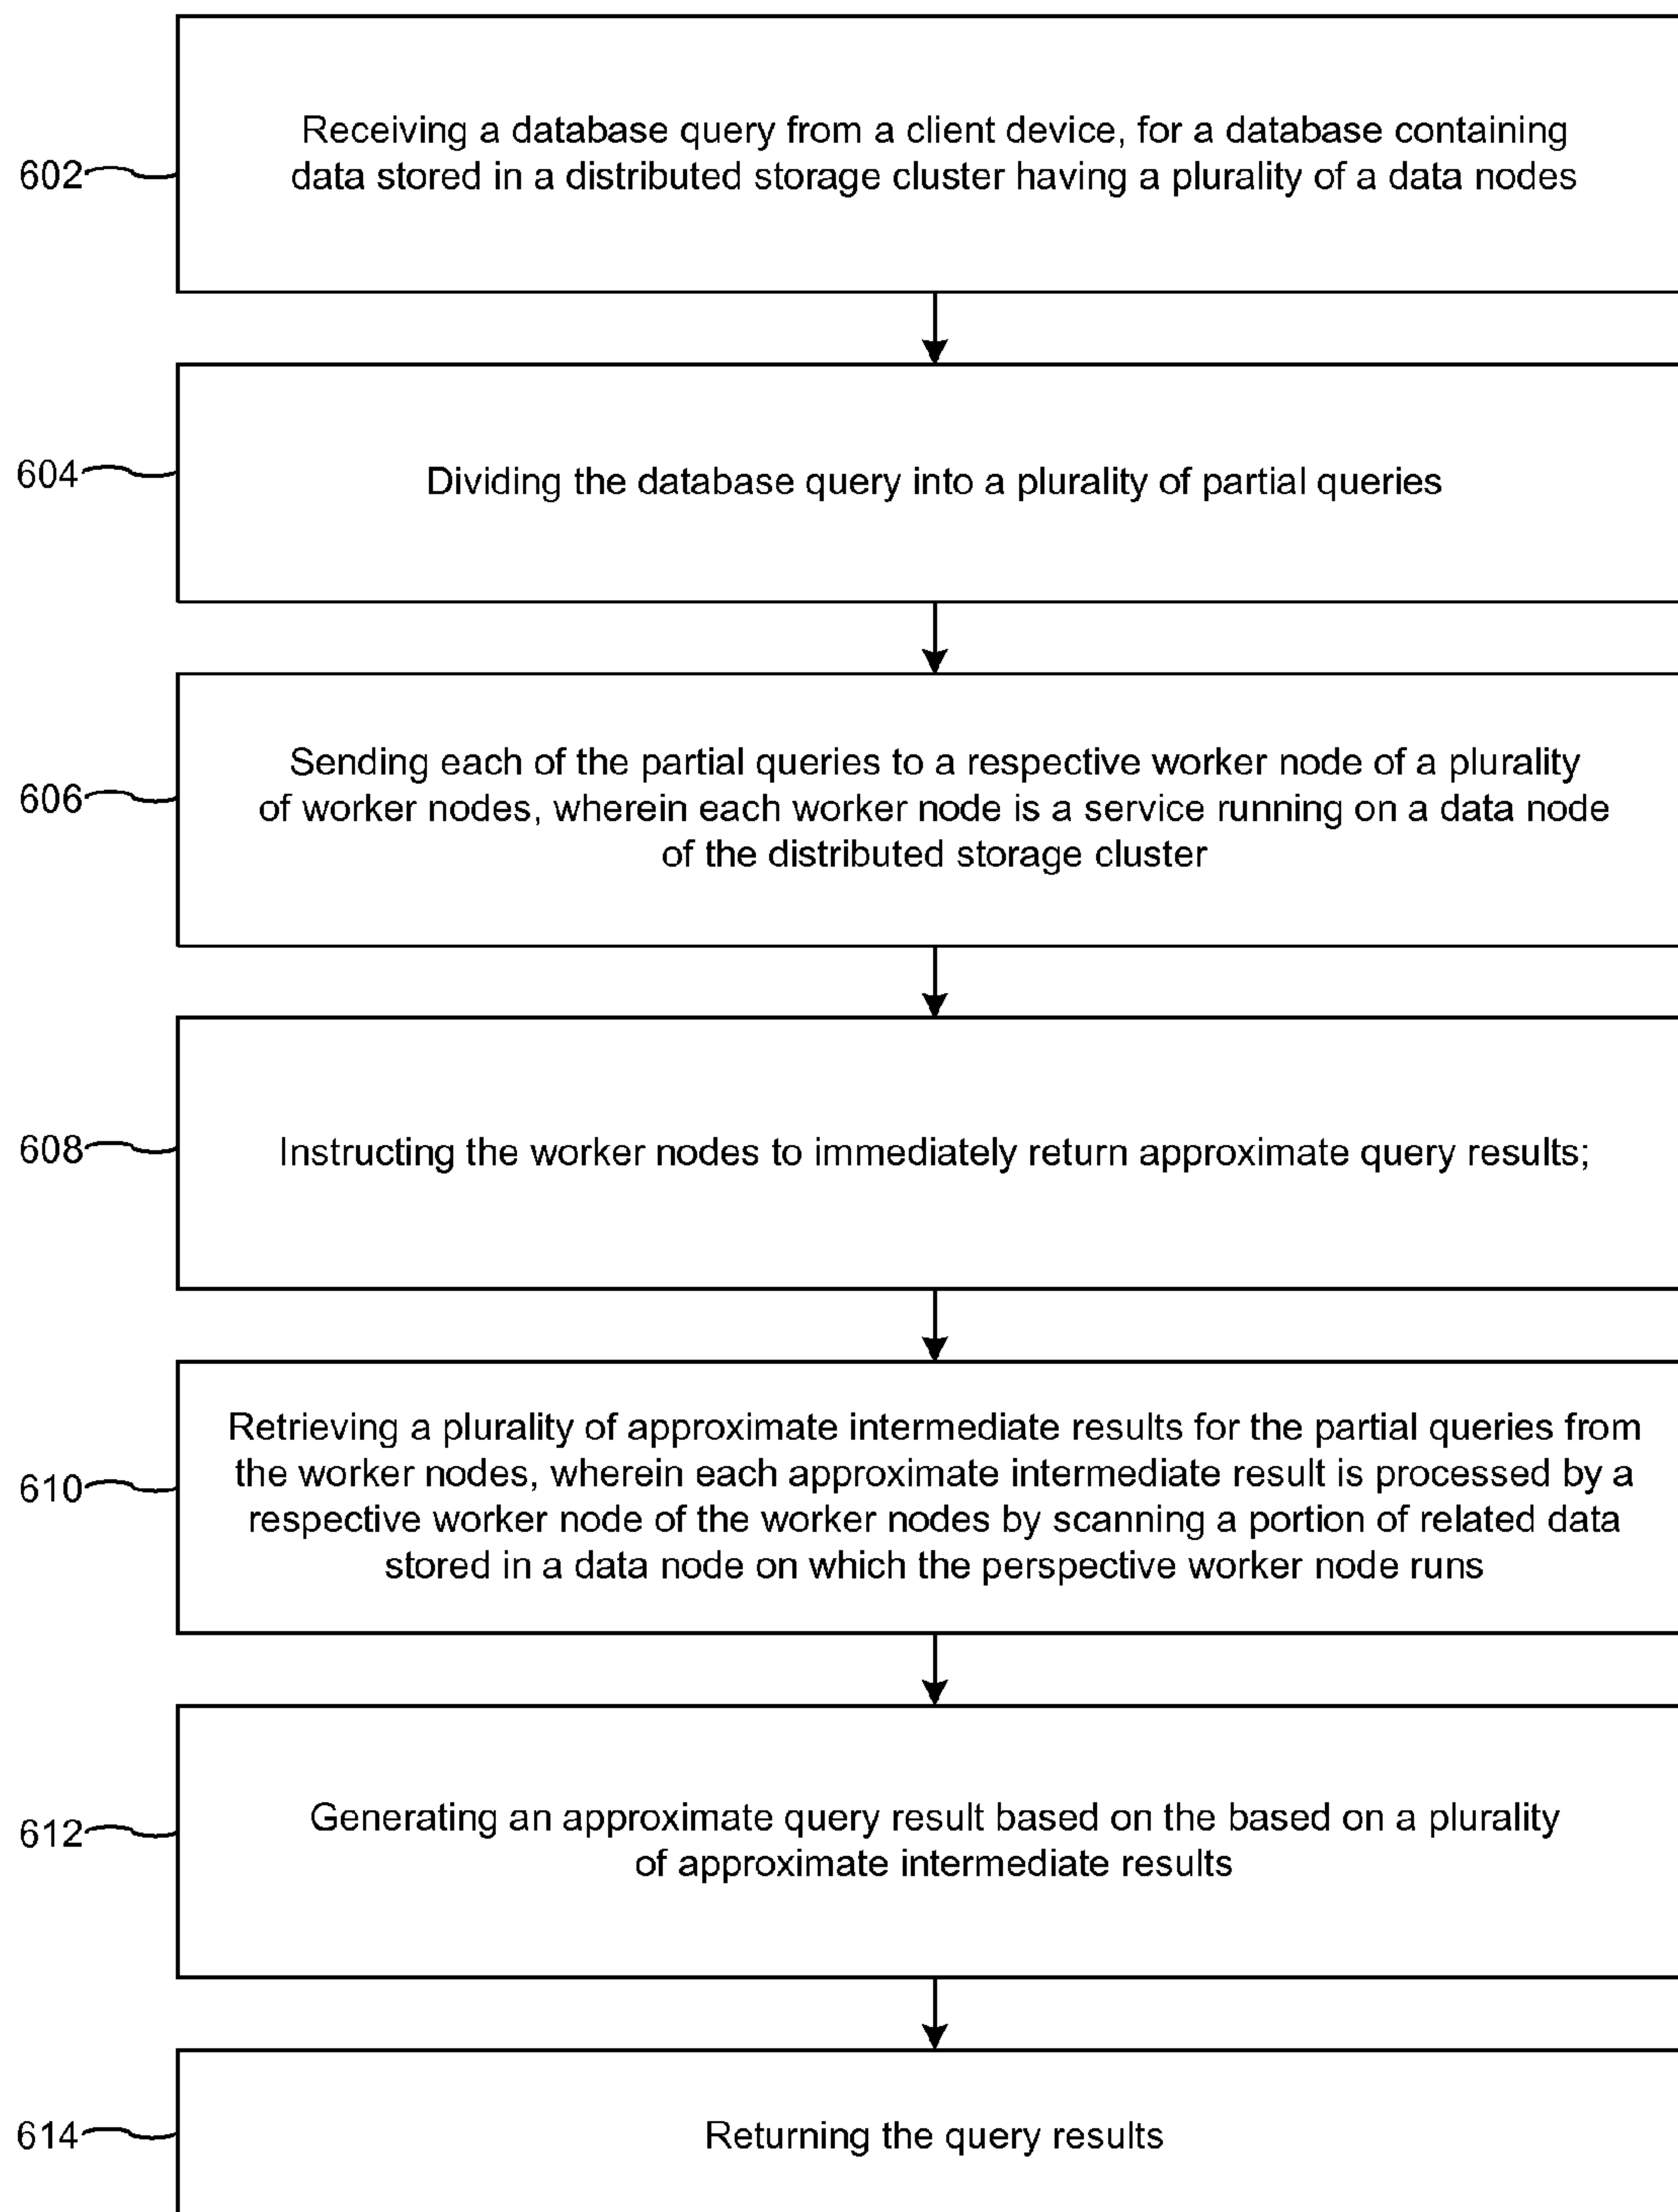 602
Receiving a database query from a client device, for a database containing
data stored in a distributed storage cluster having a plurality of a data nodes
604
Dividing the database query into a plurality of partial queries
606
Sending each of the partial queries to a respective worker node of a plurality
of worker nodes, wherein each worker node is a service running on a data node
of the distributed storage cluster
608
Instructing the worker nodes to immediately return approximate query results;
610
Retrieving a plurality of approximate intermediate results for the partial queries from
the worker nodes, wherein each approximate intermediate result is processed by a
respective worker node of the worker nodes by scanning a portion of related data
stored in a data node on which the perspective worker node runs
612
Generating an approximate query result based on the based on a plurality
of approximate intermediate results
614
Returning the query results